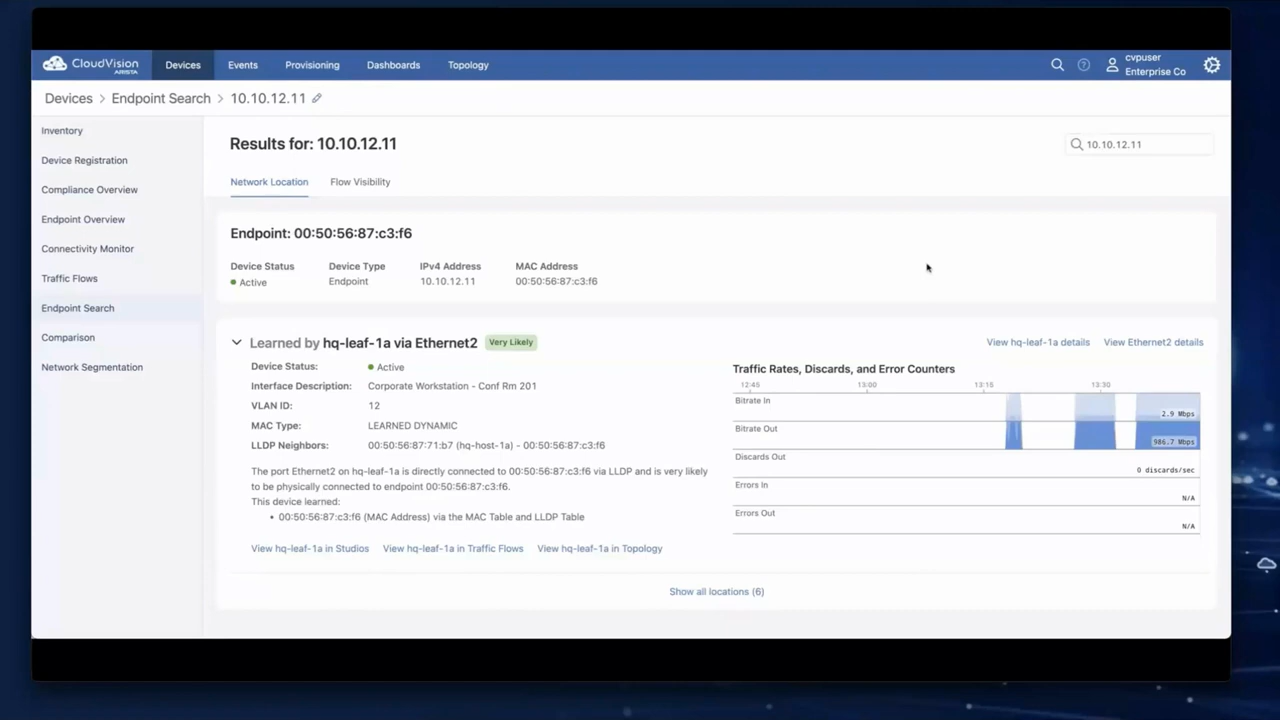 CloudVision
ARISTA
Devices
Events
Provisioning
Dashboards
Topology
cvpuser
Enterprise Co
Devices > Endpoint Search > 10.10.12.11
Inventory
Device Registration
Compliance Overview
Endpoint Overview
Connectivity Monitor
Traffic Flows
Endpoint Search
Comparison
Network Segmentation
Results for: 10.10.12.11
10.10.12.11
Network Location
Flow Visibility
Endpoint: 00:50:56:87:c3:f6
Device Status
Device Type
IPv4 Address
MAC Address
Active
Endpoint
10.10.12.11
00:50:56:87:c3:f6
Learned by hq-leaf-1a via Ethernet2
Very Likely
View hq-leaf-1a details
View Ethernet2 details
Device Status: Active
Interface Description: Corporate Workstation - Conf Rm 201
VLAN ID: 12
MAC Type: LEARNED DYNAMIC
LLDP Neighbors: 00:50:56:87:71:b7 (hq-host-1a) - 00:50:56:87:c3:f6
The port Ethernet2 on hq-leaf-1a is directly connected to 00:50:56:87:c3:f6 via LLDP and is very likely
to be physically connected to endpoint 00:50:56:87:c3:f6.
This device learned:
• 00:50:56:87:c3:f6 (MAC Address) via the MAC Table and LLDP Table
View hq-leaf-1a in Studios
View hq-leaf-1a in Traffic Flows
View hq-leaf-1a in Topology
Traffic Rates, Discards, and Error Counters
12:45
13:00
13:15
13:30
Bitrate In
2.9 Mbps
Bitrate Out
986.7 Mbps
Discards Out
0 discards/sec
Errors In
N/A
Errors Out
N/A
Show all locations (6)